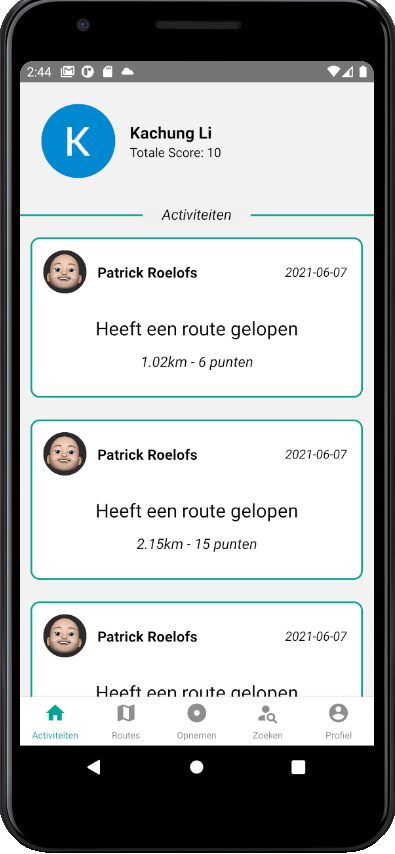 2:44
K
Kachung Li
Totale Score: 10
Activiteiten
Patrick Roelofs 2021-06-07
Heeft een route gelopen
1.02km - 6 punten
Patrick Roelofs 2021-06-07
Heeft een route gelopen
2.15km - 15 punten
Patrick Roelofs 2021-06-07
Heeft een route gelopen
Activiteiten Routes Opnemen Zoeken Profiel